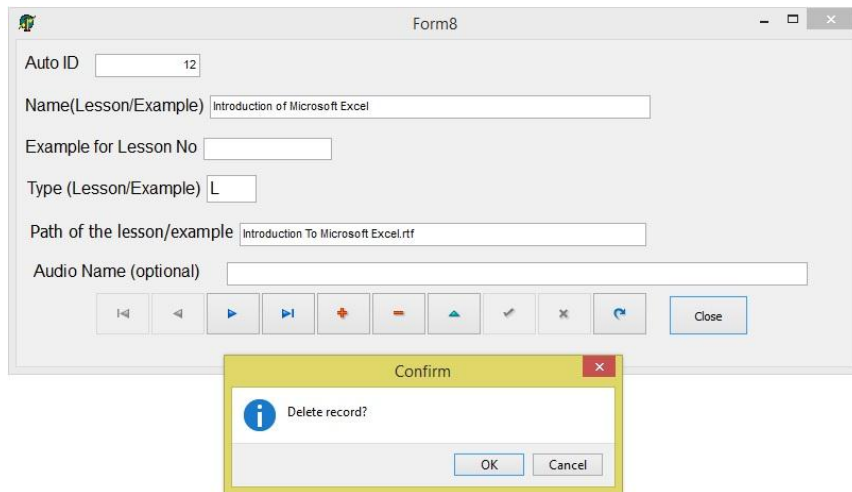 Form8
Auto ID 12
Name(Lesson/Example) Introduction of Microsoft Excel
Example for Lesson No
Type (Lesson/Example) L
Path of the lesson/example Introduction To Microsoft Excel.rtf
Audio Name (optional)
Close
Confirm
Delete record?
OK Cancel